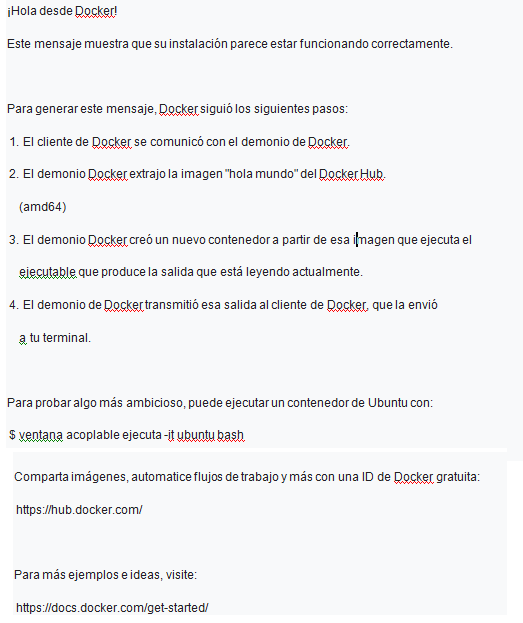 ¡Hola desde Docker!
Este mensaje muestra que su instalación parece estar funcionando correctamente.
Para generar este mensaje, Docker siguió los siguientes pasos:
1. El cliente de Docker se comunicó con el demonio de Docker.
2. El demonio Docker extrajo la imagen "hola mundo" del Docker Hub.
(amd64)
3. El demonio Docker creó un nuevo contenedor a partir de esa imagen que ejecuta el
ejecutable que produce la salida que está leyendo actualmente.
4. El demonio de Docker transmitió esa salida al cliente de Docker, que la envió
a tu terminal.
Para probar algo más ambicioso, puede ejecutar un contenedor de Ubuntu con:
$ ventana acoplable ejecuta -it ubuntu bash
Comparta imágenes, automatice flujos de trabajo y más con una ID de Docker gratuita:
https://hub.docker.com/
Para más ejemplos e ideas, visite:
https://docs.docker.com/get-started/